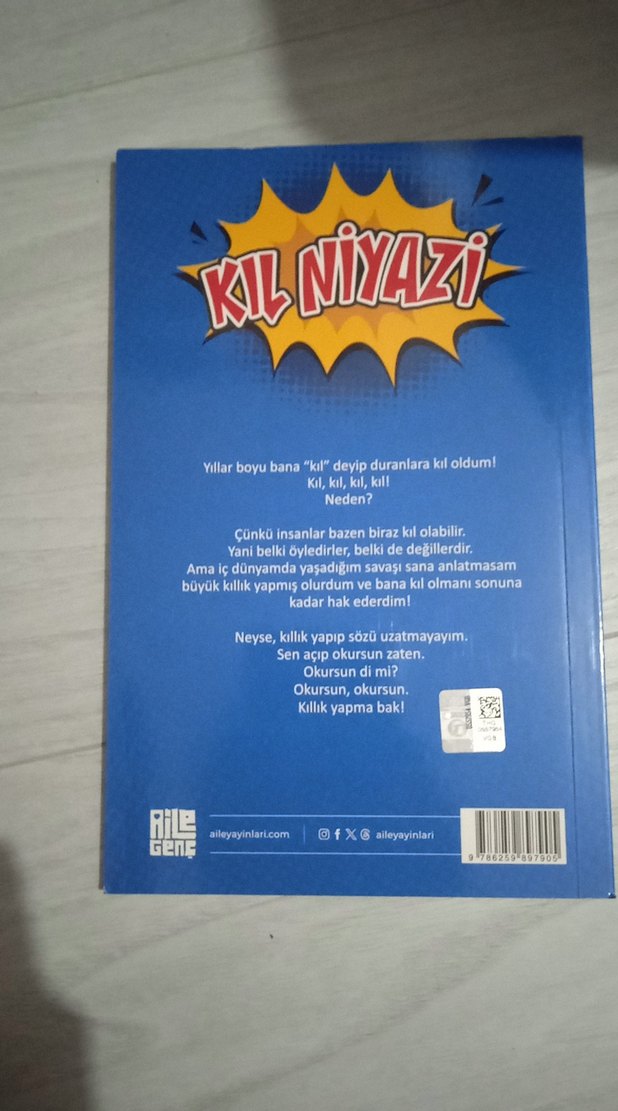 KIL NİYAZİ
Yıllar boyu bana "kıl" deyip duranlara kıl oldum!
Kıl, kıl, kıl, kıl!
Neden?
Çünkü insanlar bazen biraz kıl olabilir.
Yani belki öyledirler, belki de değillerdir.
Ama iç dünyamda yaşadığım savaşı sana anlatmasam
büyük kıllık yapmış olurdum ve bana kıl olmanı sonuna
kadar hak ederdim!
Neyse, kıllık yapıp sözü uzatmayayım.
Sen açıp okursun zaten.
Okursun di mi?
Okursun, okursun.
Kıllık yapma bak!
AİLE
GENÇ
aileyayinlari.com
aileyayinlari
9 786259 897905